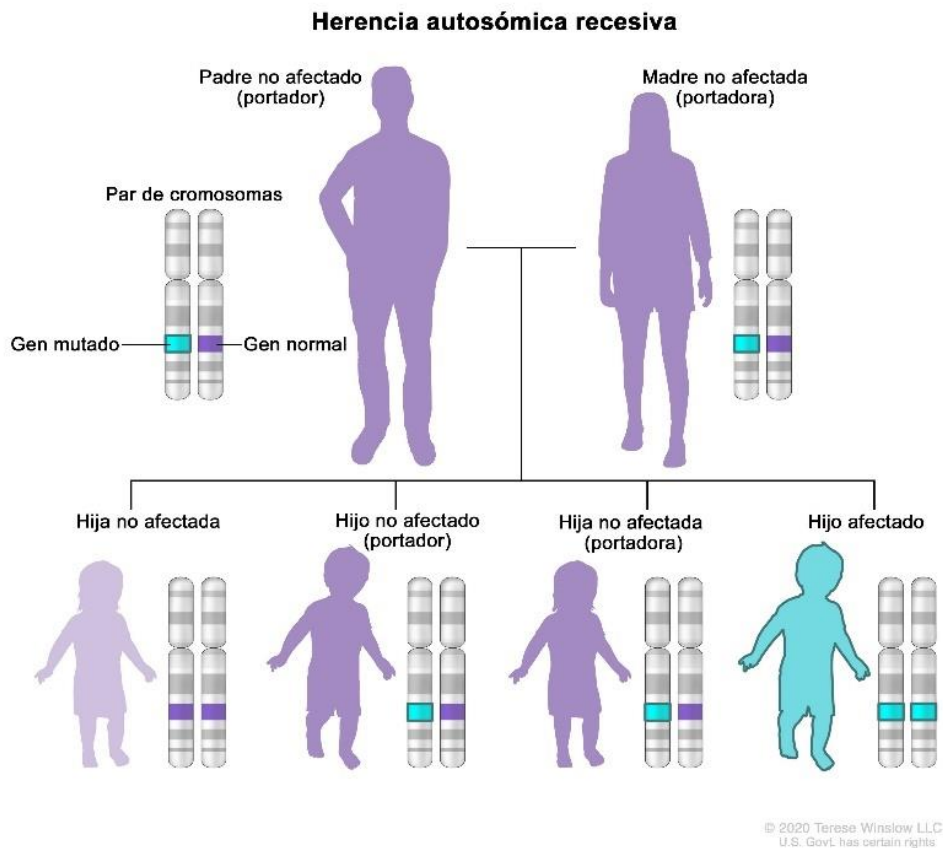 Herencia autosómica recesiva
Padre no afectado
(portador)
Madre no afectada
(portadora)
Par de cromosomas
Gen mutado
Gen normal
Hija no afectada
Hijo no afectado
(portador)
Hija no afectada
(portadora)
Hijo afectado
© 2020 Terese Winslow LLC
U.S. Govt. has certain rights